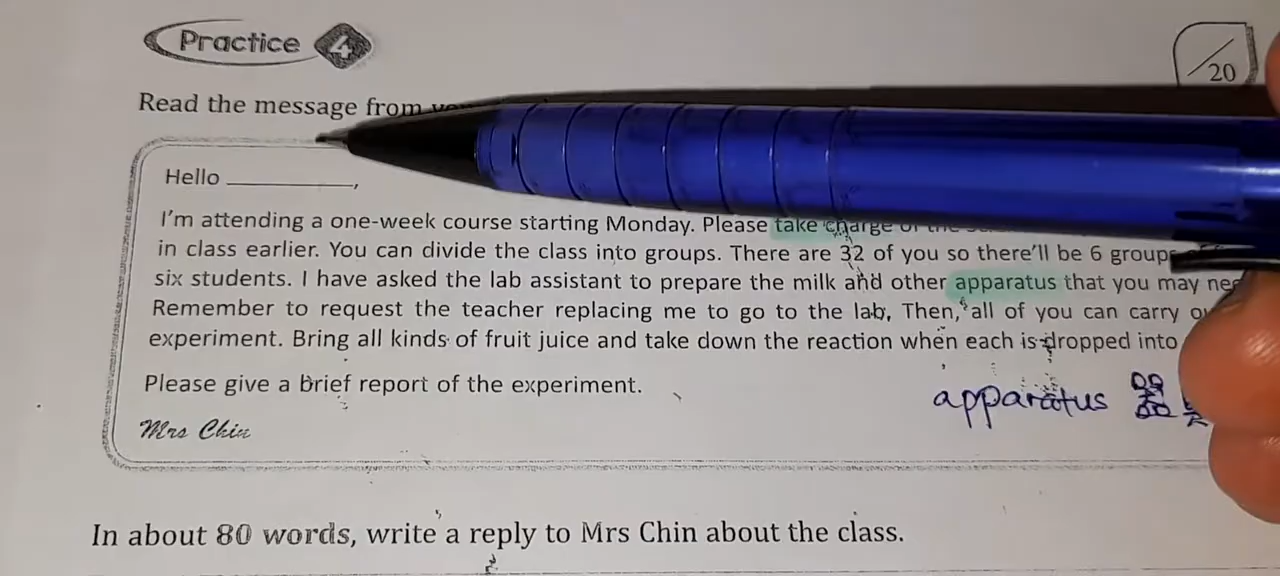 Practice 4
/20
Read the message from
Hello __________,
I'm attending a one-week course starting Monday. Please take charge of the
in class earlier. You can divide the class into groups. There are 32 of you so there'll be 6 groups
six students. I have asked the lab assistant to prepare the milk and other apparatus that you may
Remember to request the teacher replacing me to go to the lab. Then, all of you can carry
experiment. Bring all kinds of fruit juice and take down the reaction when each is dropped into
Please give a brief report of the experiment.
apparatus 器
Mrs Chin
In about 80 words, write a reply to Mrs Chin about the class.